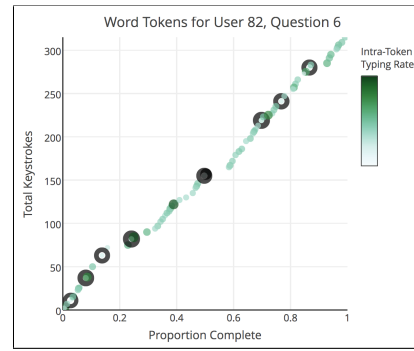 Word Tokens for User 82, Question 6
Intra-Token
Typing Rate
Total Keystrokes
300
250
200
150
100
50
0
0
0.2
0.4
0.6
0.8
1
Proportion Complete